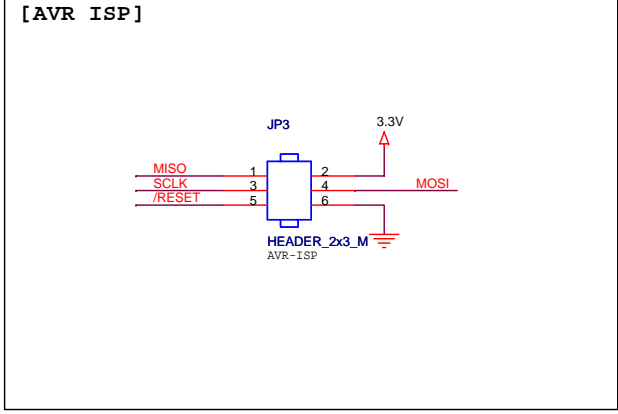 [AVR ISP]
JP3
3.3V
MISO 1 2
SCLK 3 4 MOSI
/RESET 5 6
HEADER_2x3_M
AVR-ISP